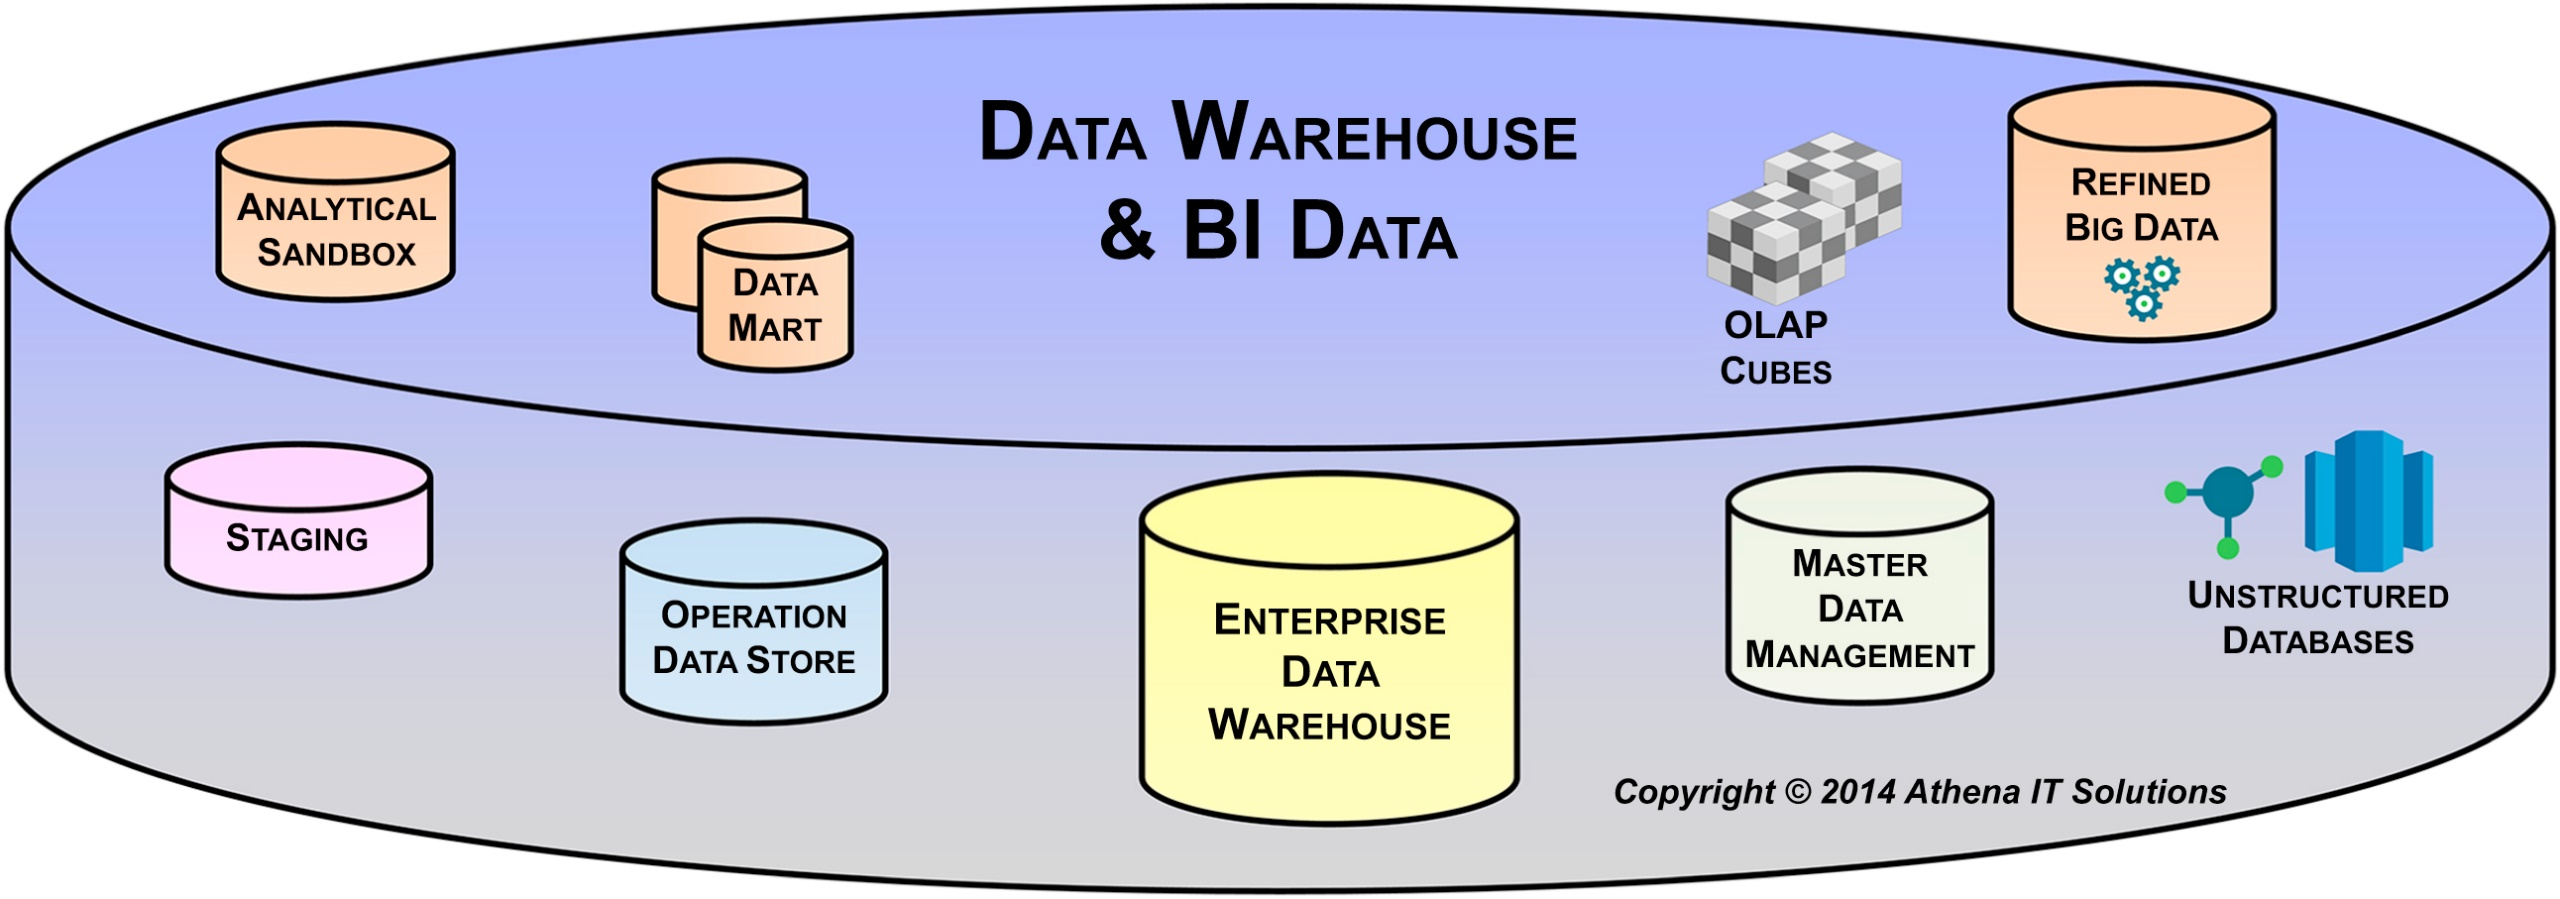 DATA WAREHOUSE
& BI DATA
ANALYTICAL
SANDBOX
DATA
MART
OLAP
CUBES
REFINED
BIG DATA
STAGING
OPERATION
DATA STORE
ENTERPRISE
DATA
WAREHOUSE
MASTER
DATA
MANAGEMENT
UNSTRUCTURED
DATABASES
Copyright © 2014 Athena IT Solutions